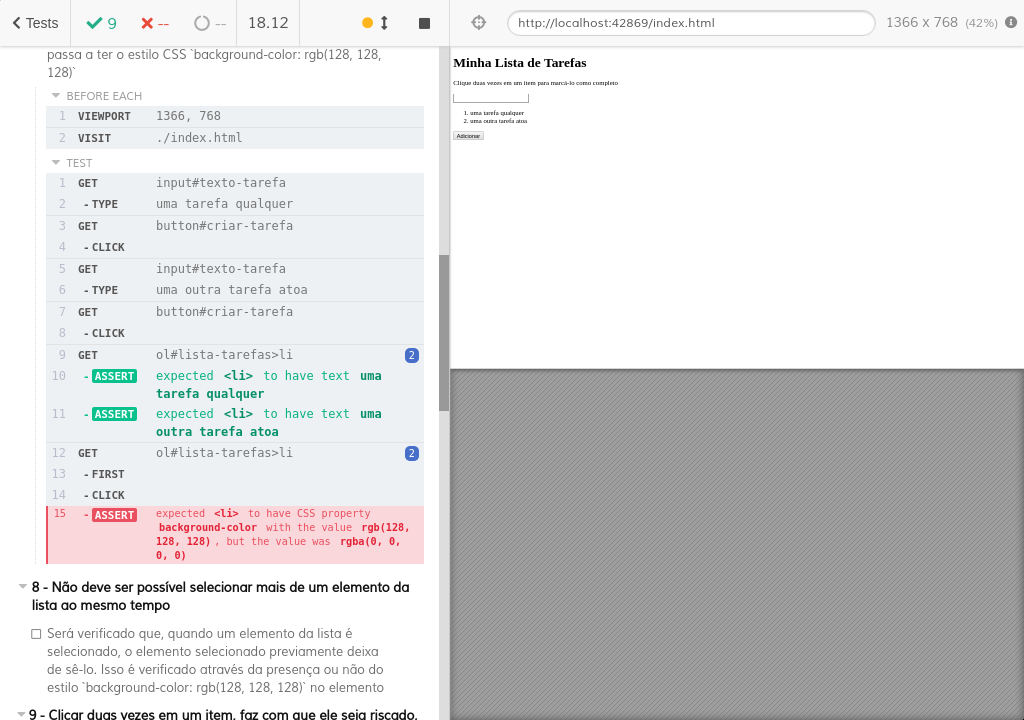 Tests
9
--
--
18.12
http://localhost:42869/index.html
1366 x 768 (42%)
passa a ter o estilo CSS `background-color: rgb(128, 128,
128)`
BEFORE EACH
1 VIEWPORT 1366, 768
2 VISIT ./index.html
TEST
1 GET input#texto-tarefa
2 -TYPE uma tarefa qualquer
3 GET button#criar-tarefa
4 -CLICK
5 GET input#texto-tarefa
6 -TYPE uma outra tarefa atoa
7 GET button#criar-tarefa
8 -CLICK
9 GET ol#lista-tarefas>li 2
10 -ASSERT expected <li> to have text uma
tarefa qualquer
11 -ASSERT expected <li> to have text uma
outra tarefa atoa
12 GET ol#lista-tarefas>li 2
13 -FIRST
14 -CLICK
15 -ASSERT expected <li> to have CSS property
background-color with the value rgb(128,
128, 128), but the value was rgba(0, 0,
0, 0)
8 - Não deve ser possível selecionar mais de um elemento da
lista ao mesmo tempo
Será verificado que, quando um elemento da lista é
selecionado, o elemento selecionado previamente deixa
de sê-lo. Isso é verificado através da presença ou não do
estilo `background-color: rgb(128, 128, 128)` no elemento
9 - Clicar duas vezes em um item, faz com que ele seja riscado,
Minha Lista de Tarefas
Clique duas vezes em um item para marcá-lo como completo
1. uma tarefa qualquer
2. uma outra tarefa atoa
Adicionar